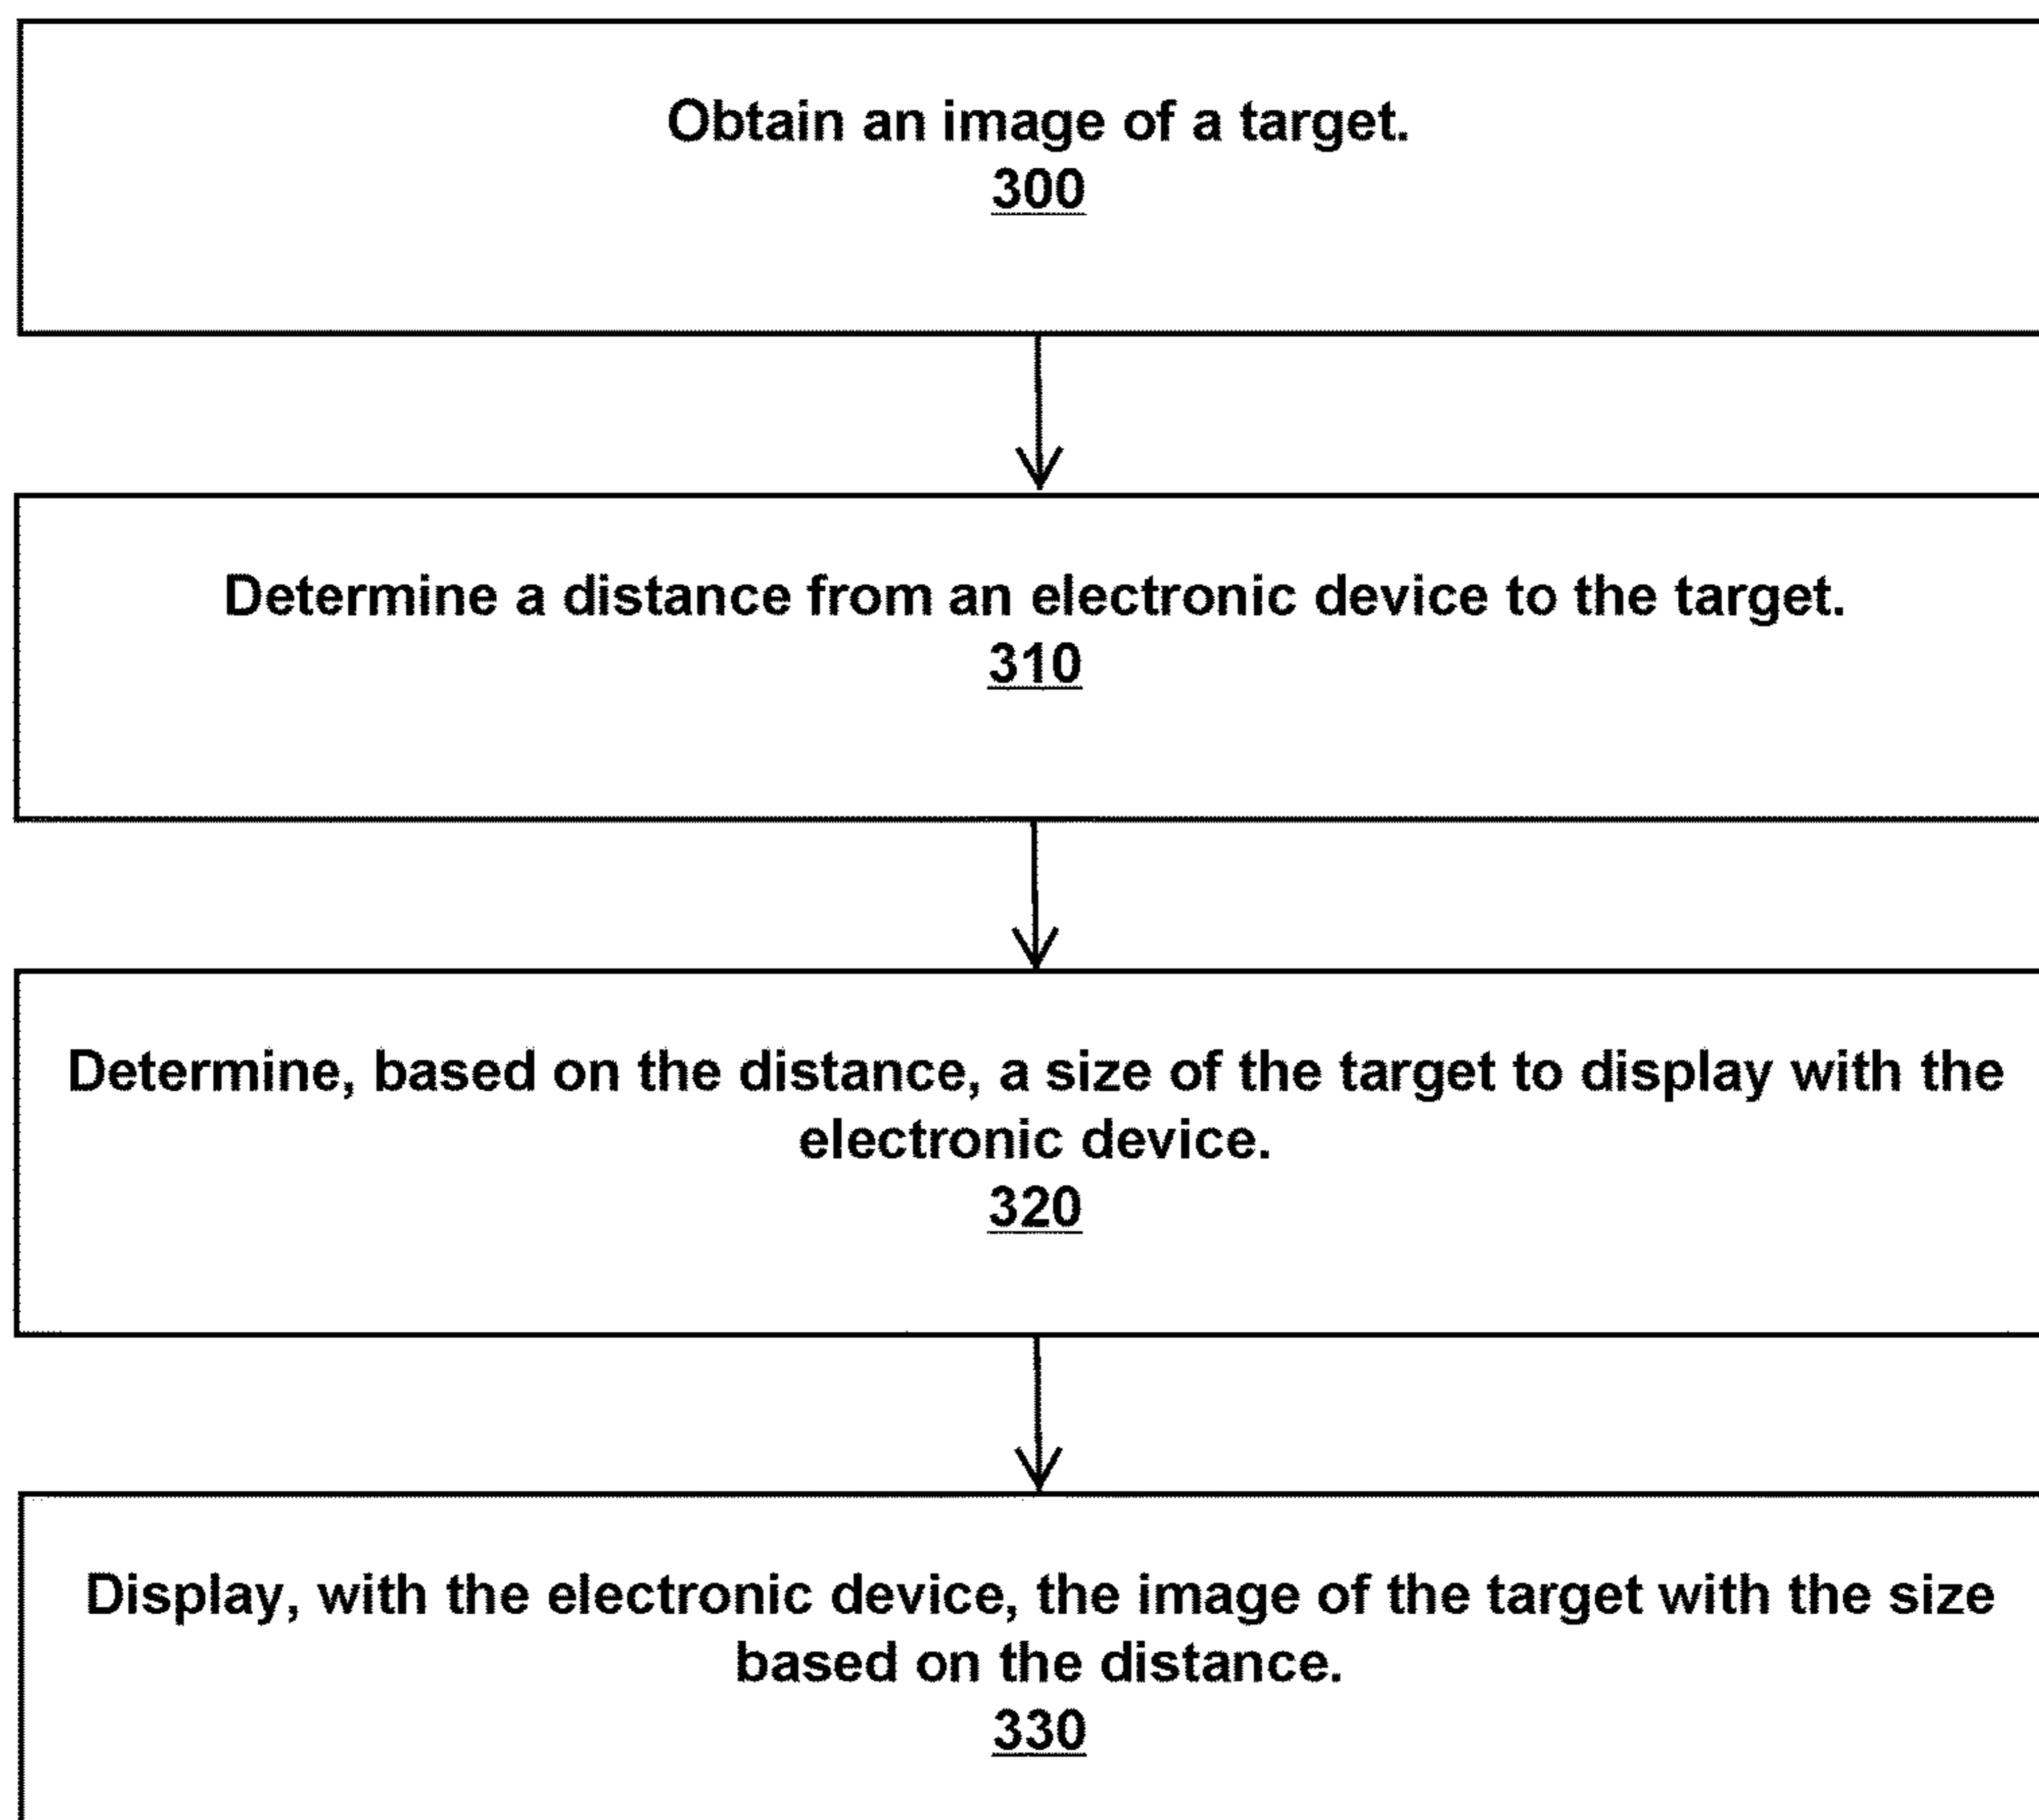 Obtain an image of a target.
300
Determine a distance from an electronic device to the target.
310
Determine, based on the distance, a size of the target to display with the
electronic device.
320
Display, with the electronic device, the image of the target with the size
based on the distance.
330